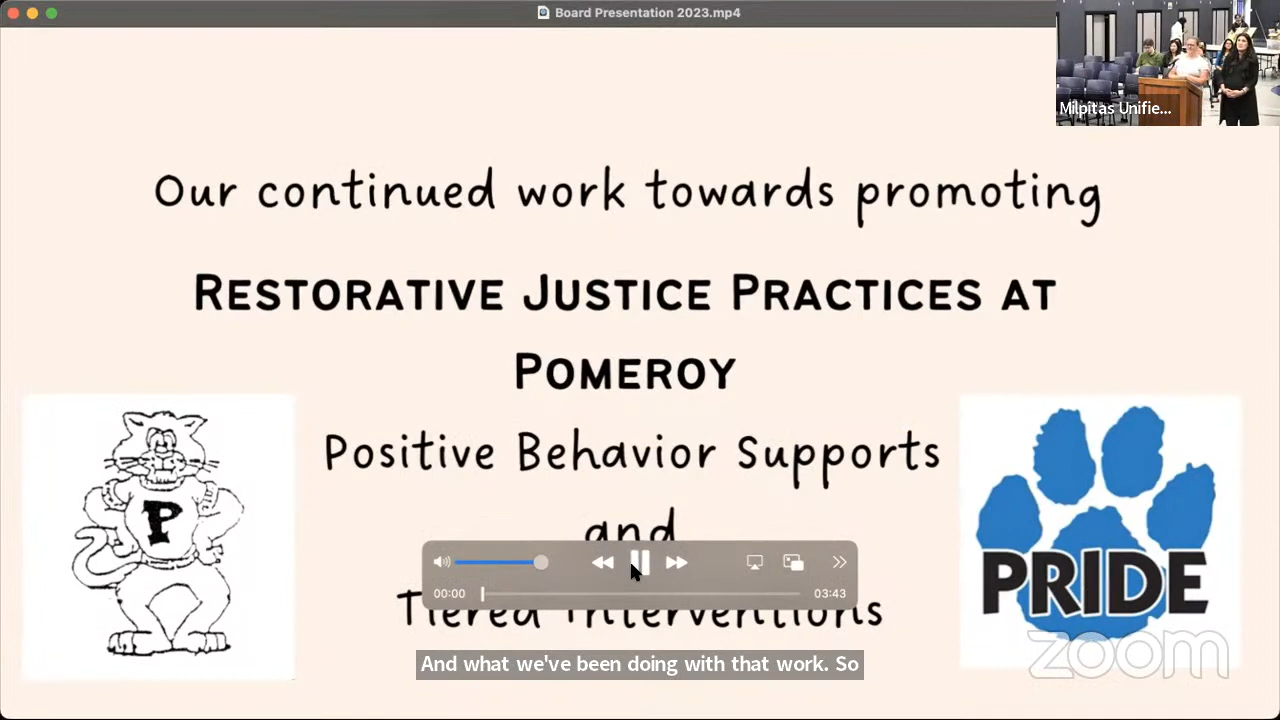 Board Presentation 2023.mp4
Milpitas Unifie...
Our continued work towards promoting
RESTORATIVE JUSTICE PRACTICES AT
POMEROY
Positive Behavior Supports
and
Tiered Interventions
P
PRIDE
00:00
03:43
And what we've been doing with that work. So
zoom